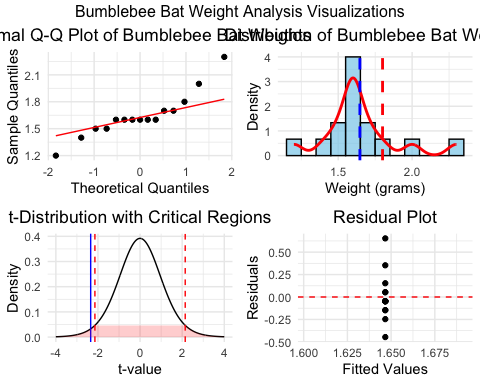 Bumblebee Bat Weight Analysis Visualizations
mal Q-Q Plot of Bumblebee Bat Weights
Distribution of Bumblebee Bat We
Sample Quantiles
2.1
1.8
1.5
1.2
-2 -1 0 1 2
Theoretical Quantiles
Density
4
3
2
1
0
1.5 2.0
Weight (grams)
t-Distribution with Critical Regions
Density
0.4
0.3
0.2
0.1
0.0
-4 -2 0 2 4
t-value
Residual Plot
Residuals
0.50
0.25
0.00
-0.25
-0.50
1.600 1.625 1.650 1.675
Fitted Values